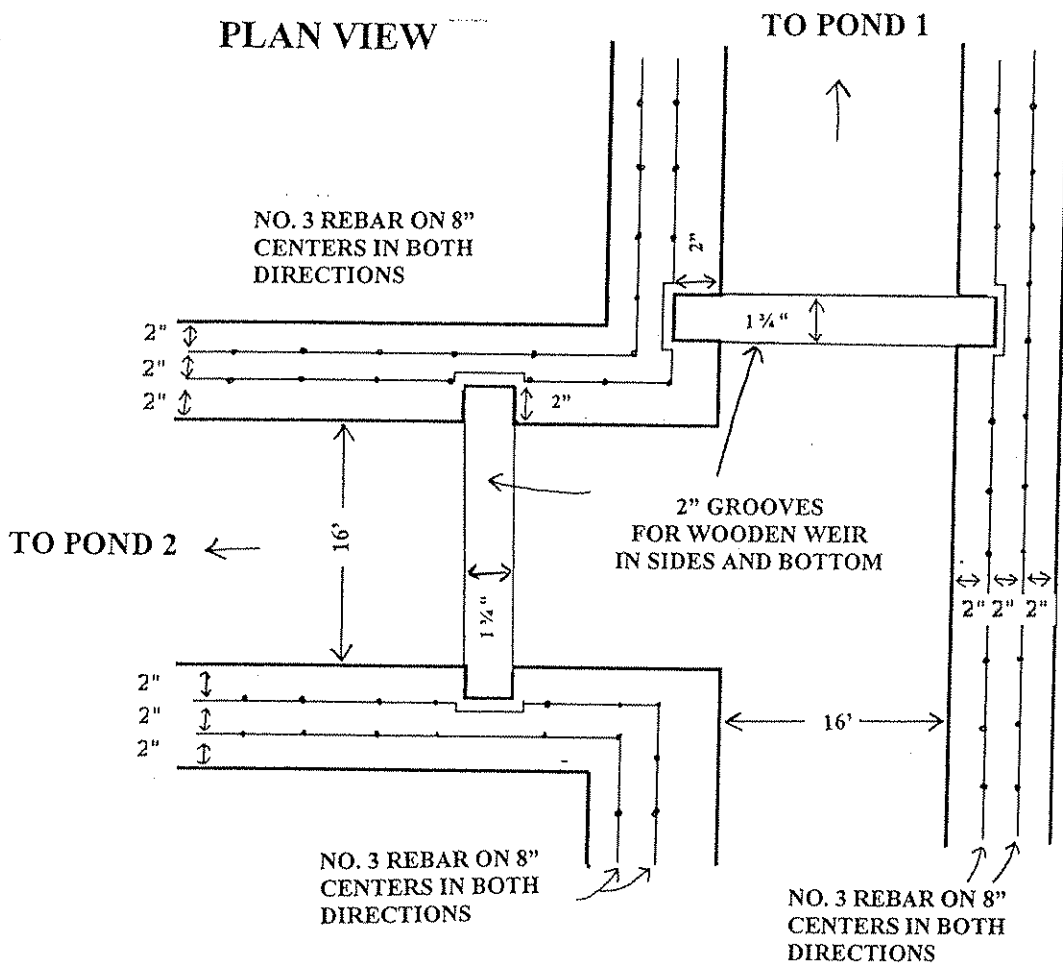 PLAN VIEW
TO POND 1
NO. 3 REBAR ON 8”
CENTERS IN BOTH
DIRECTIONS
2"
2"
2"
2"
1 ¾“
2"
2” GROOVES
FOR WOODEN WEIR
IN SIDES AND BOTTOM
TO POND 2
16'
1 ¾“
2" 2" 2"
2"
2"
2"
16'
NO. 3 REBAR ON 8”
CENTERS IN BOTH
DIRECTIONS
NO. 3 REBAR ON 8”
CENTERS IN BOTH
DIRECTIONS